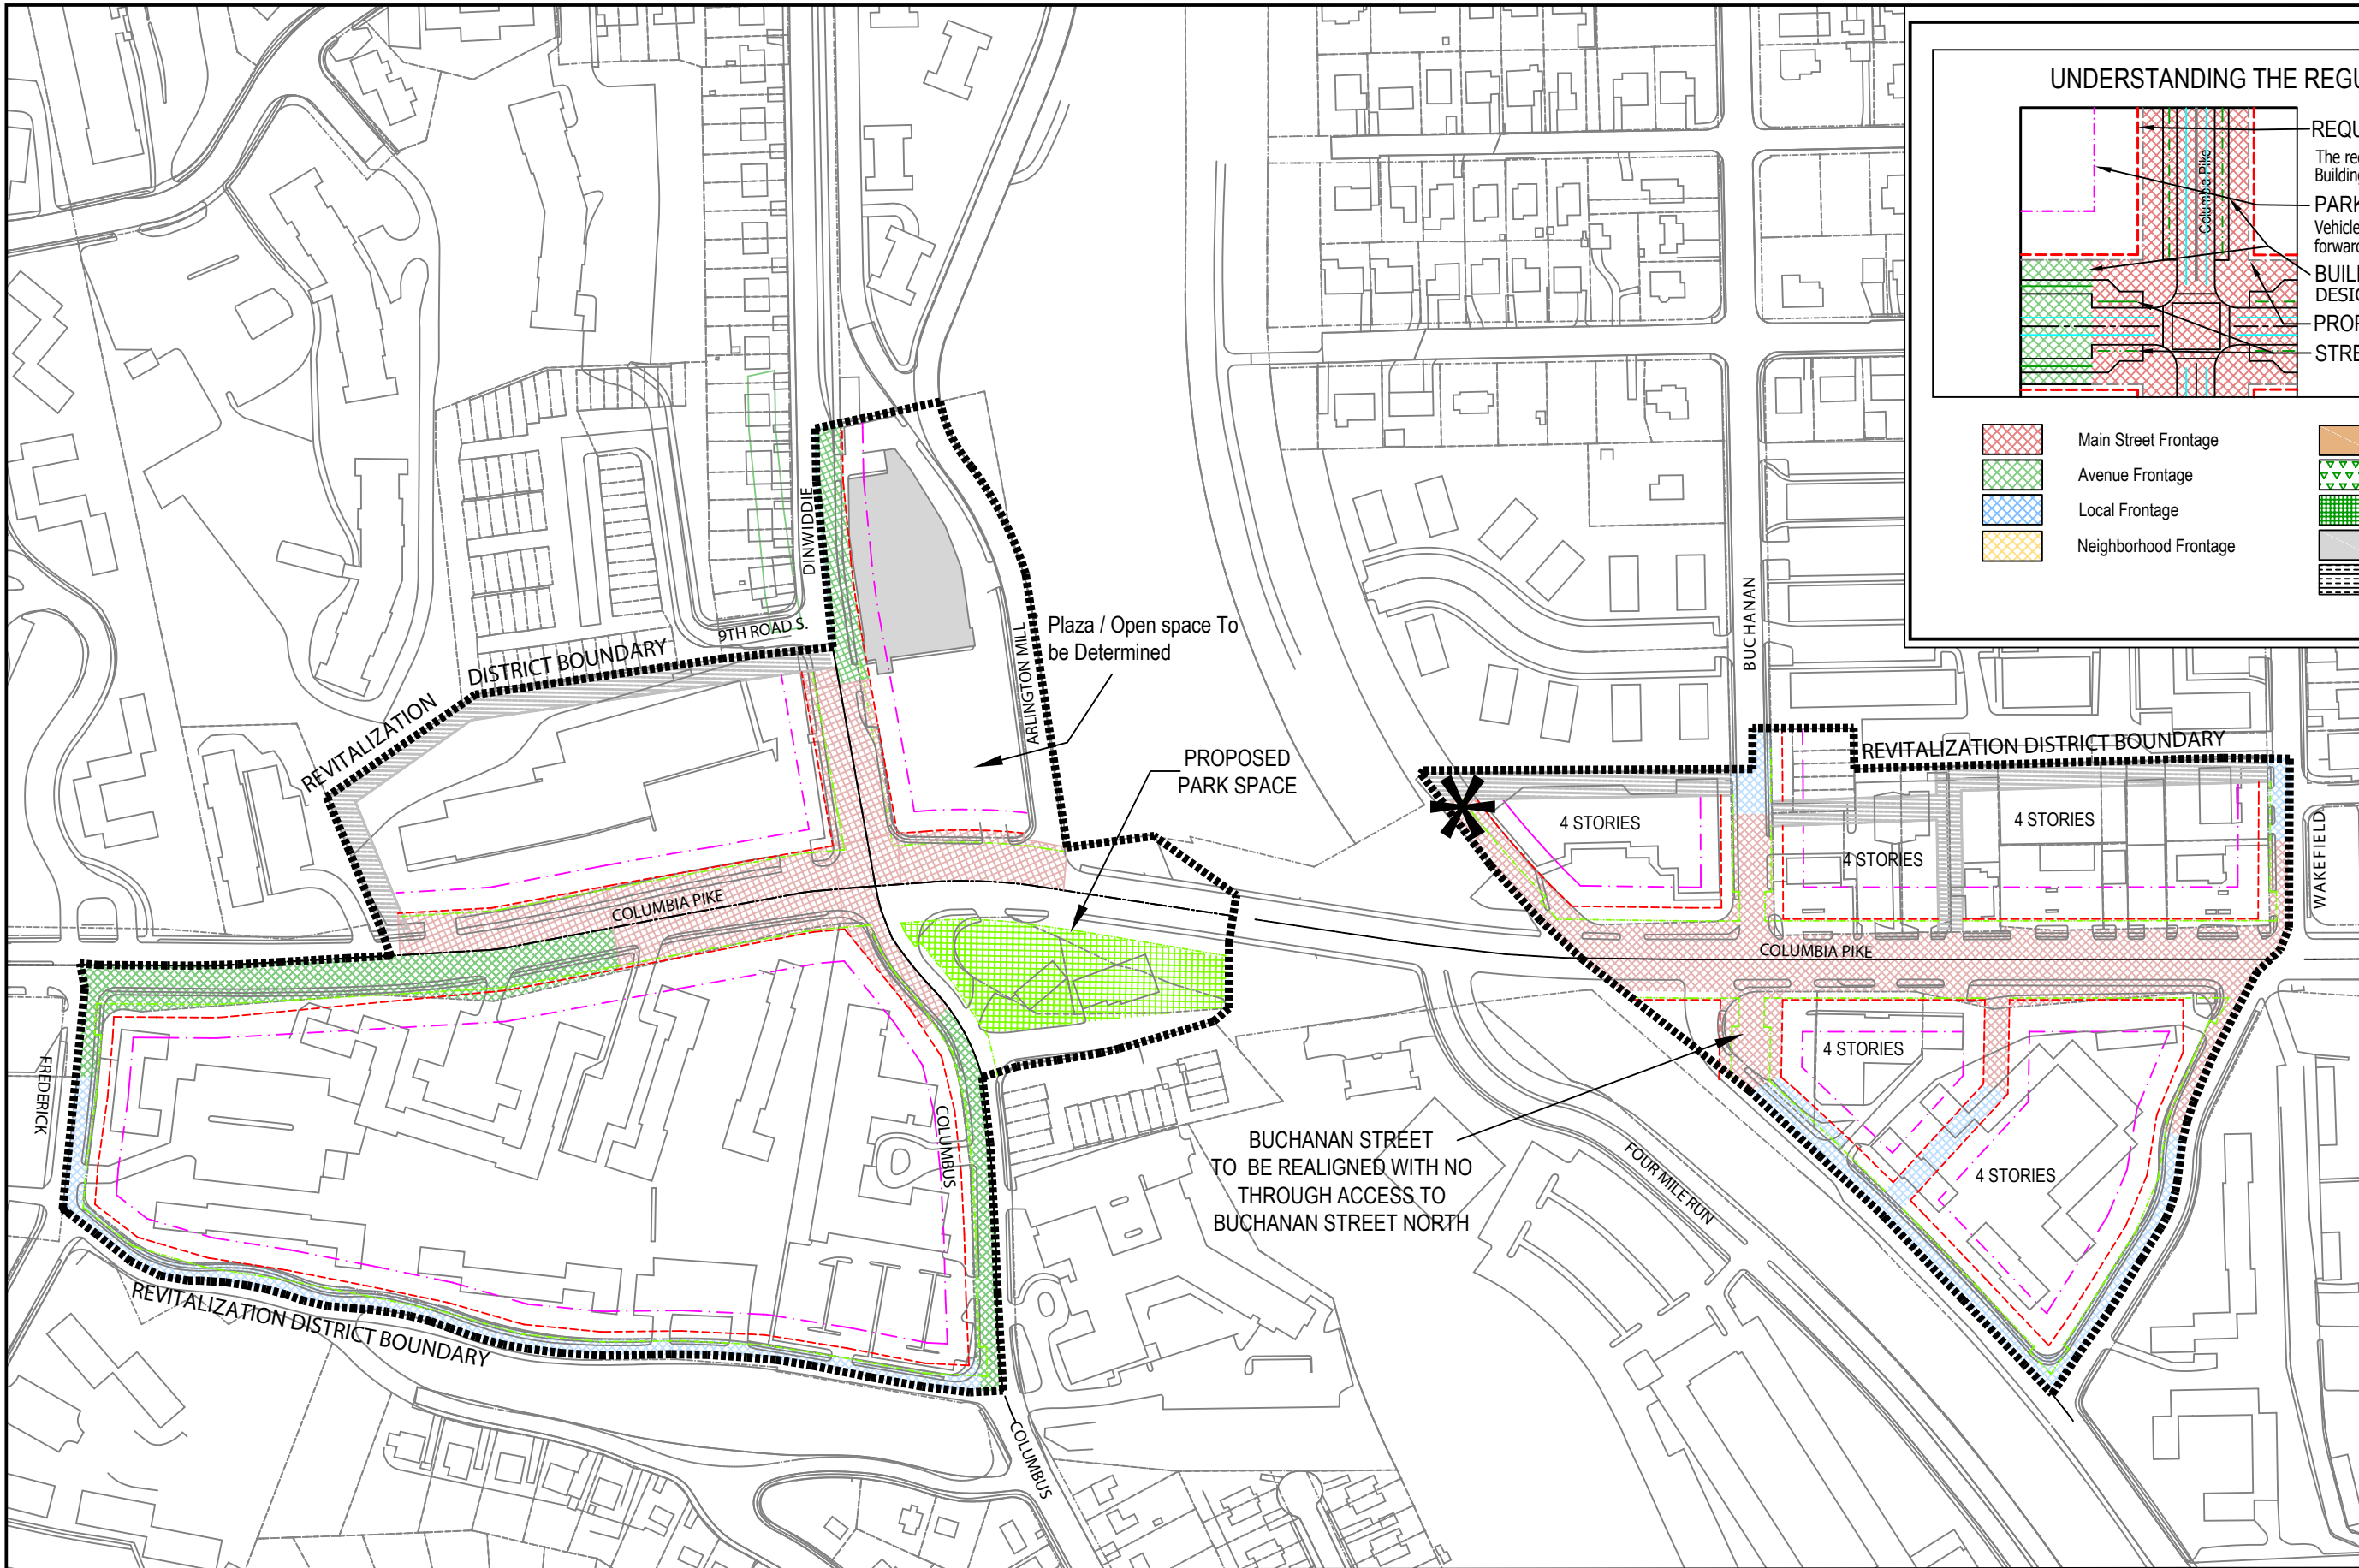 UNDERSTANDING THE REGU
REQU
The re
Building
PARK
Vehicle
forward
BUIL
DESIG
PROP
STRE
Columbia Pike
Main Street Frontage
Avenue Frontage
Local Frontage
Neighborhood Frontage
DINWIDDIE
9TH ROAD S.
REVITALIZATION
DISTRICT BOUNDARY
Plaza / Open space To
be Determined
ARLINGTON MILL
PROPOSED
PARK SPACE
BUCHANAN
REVITALIZATION DISTRICT BOUNDARY
4 STORIES
4 STORIES
4 STORIES
WAKEFIELD
COLUMBIA PIKE
COLUMBIA PIKE
4 STORIES
4 STORIES
FREDERICK
COLUMBUS
BUCHANAN STREET
TO BE REALIGNED WITH NO
THROUGH ACCESS TO
BUCHANAN STREET NORTH
FOUR MILE RUN
REVITALIZATION DISTRICT BOUNDARY
COLUMBUS